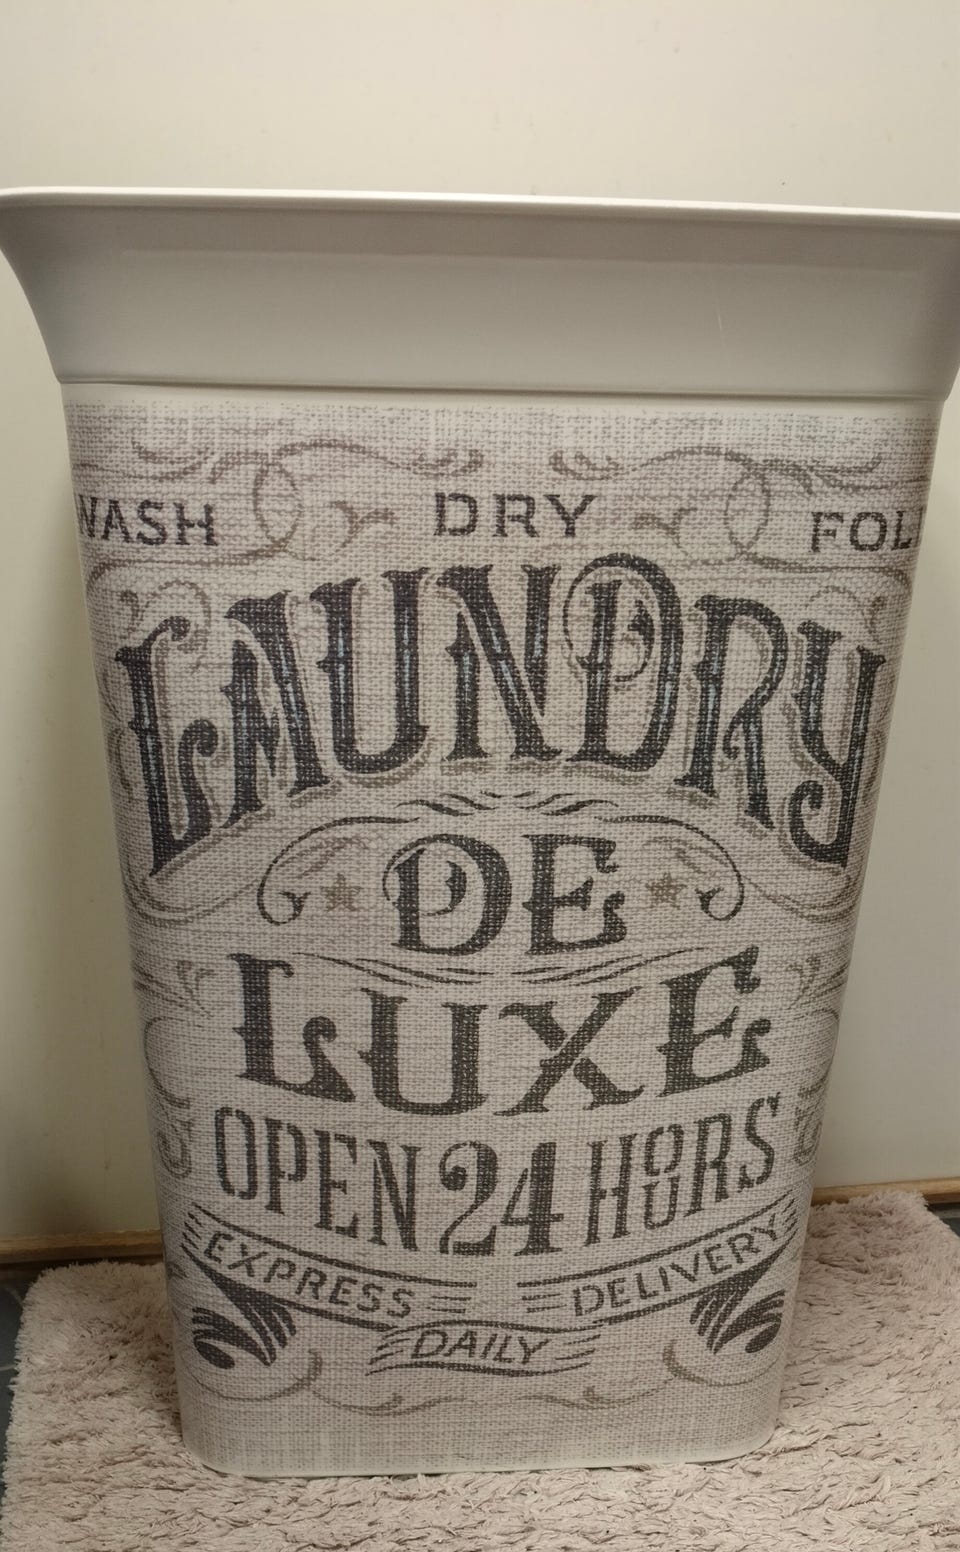 WASH DRY FOL
LAUNDRY
DE
LUXE
OPEN 24 HOURS
EXPRESS DELIVERY
DAILY